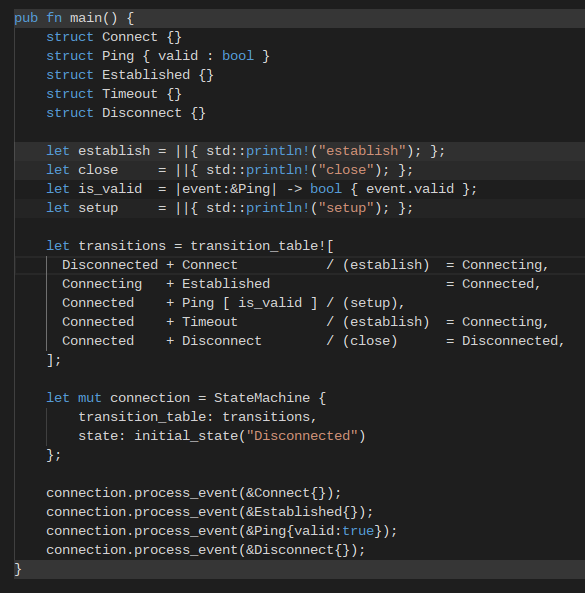 pub fn main() {
    struct Connect {}
    struct Ping { valid : bool }
    struct Established {}
    struct Timeout {}
    struct Disconnect {}

    let establish = ||{ std::println!("establish"); };
    let close     = ||{ std::println!("close"); };
    let is_valid  = |event:&Ping| -> bool { event.valid };
    let setup     = ||{ std::println!("setup"); };

    let transitions = transition_table![
      Disconnected + Connect           / (establish)  = Connecting,
      Connecting   + Established                      = Connected,
      Connected    + Ping [ is_valid ] / (setup),
      Connected    + Timeout           / (establish)  = Connecting,
      Connected    + Disconnect        / (close)      = Disconnected,
    ];

    let mut connection = StateMachine {
        transition_table: transitions,
        state: initial_state("Disconnected")
    };

    connection.process_event(&Connect{});
    connection.process_event(&Established{});
    connection.process_event(&Ping{valid:true});
    connection.process_event(&Disconnect{});
}